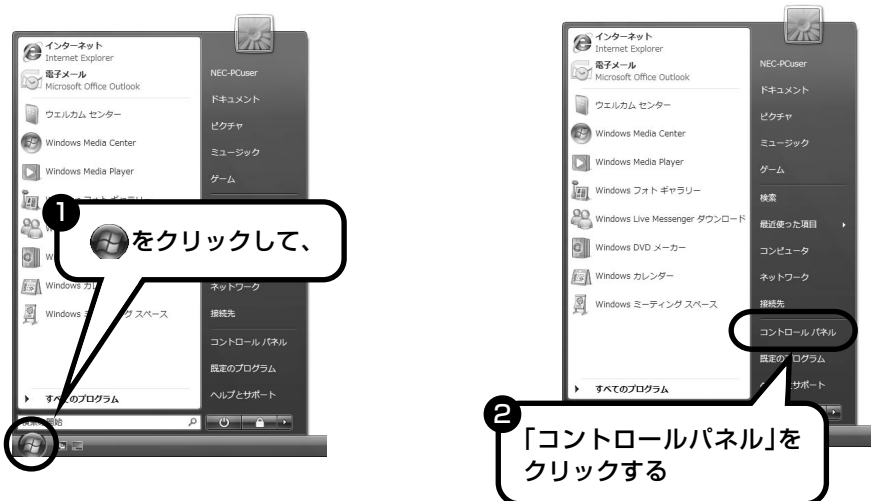 インターネット
Internet Explorer
電子メール
Microsoft Office Outlook
ウエルカム センター
Windows Media Center
Windows Media Player
すべてのプログラム
NEC-PCuser
ドキュメント
ピクチャ
ミュージック
ゲーム
ネットワーク
接続先
コントロール パネル
既定のプログラム
ヘルプとサポート
1
をクリックして、
インターネット
Internet Explorer
電子メール
Microsoft Office Outlook
ウエルカム センター
Windows Media Center
Windows Media Player
Windows フォト ギャラリー
Windows Live Messenger ダウンロード
Windows DVD メーカー
Windows カレンダー
Windows ミーティング スペース
すべてのプログラム
NEC-PCuser
ドキュメント
ピクチャ
ミュージック
ゲーム
検索
最近使った項目
コンピュータ
ネットワーク
接続先
コントロール パネル
2
「コントロールパネル」を
クリックする